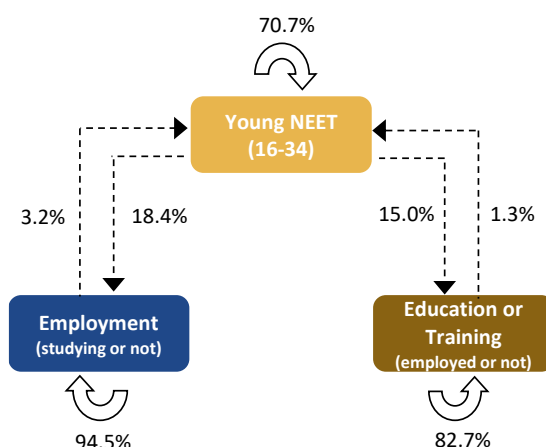 70.7%
Young NEET
(16-34)
3.2%
18.4%
15.0%
1.3%
Employment
(studying or not)
Education or
Training
(employed or not)
94.5%
82.7%